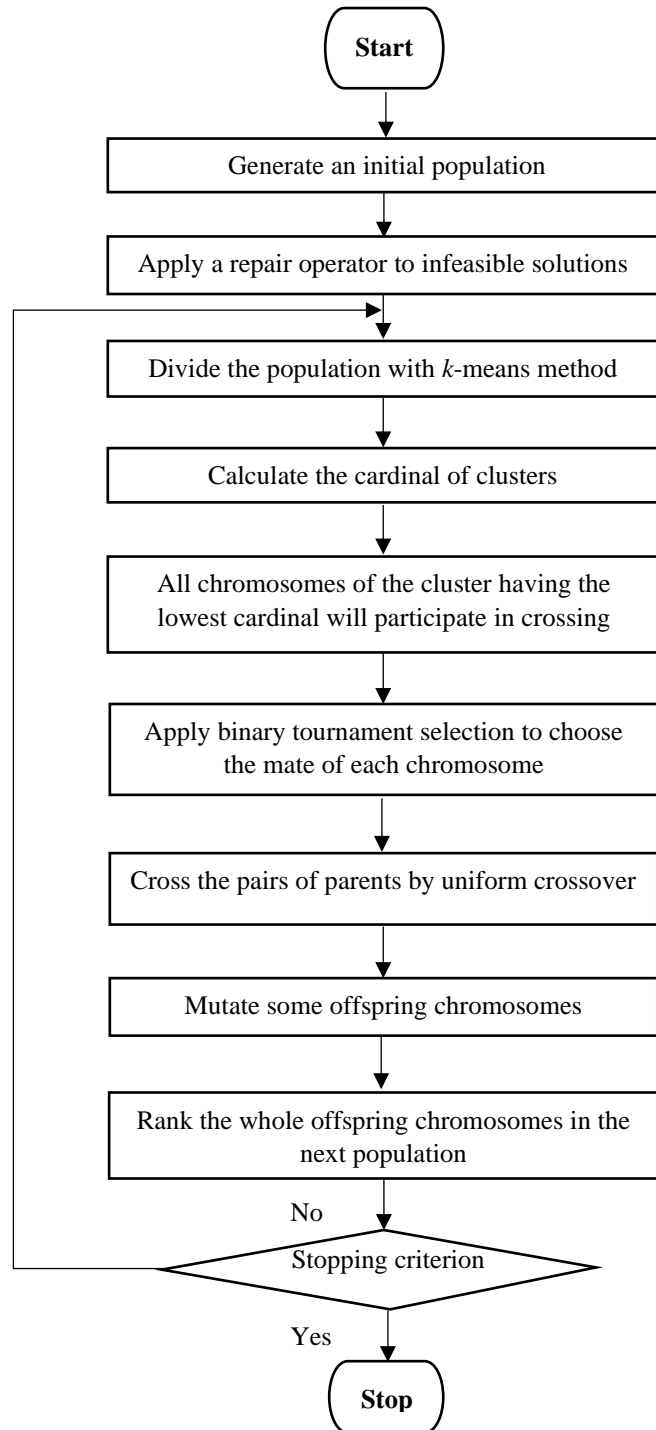 Start
Generate an initial population
Apply a repair operator to infeasible solutions
Divide the population with k-means method
Calculate the cardinal of clusters
All chromosomes of the cluster having the
lowest cardinal will participate in crossing
Apply binary tournament selection to choose
the mate of each chromosome
Cross the pairs of parents by uniform crossover
Mutate some offspring chromosomes
Rank the whole offspring chromosomes in the
next population
No
Stopping criterion
Yes
Stop